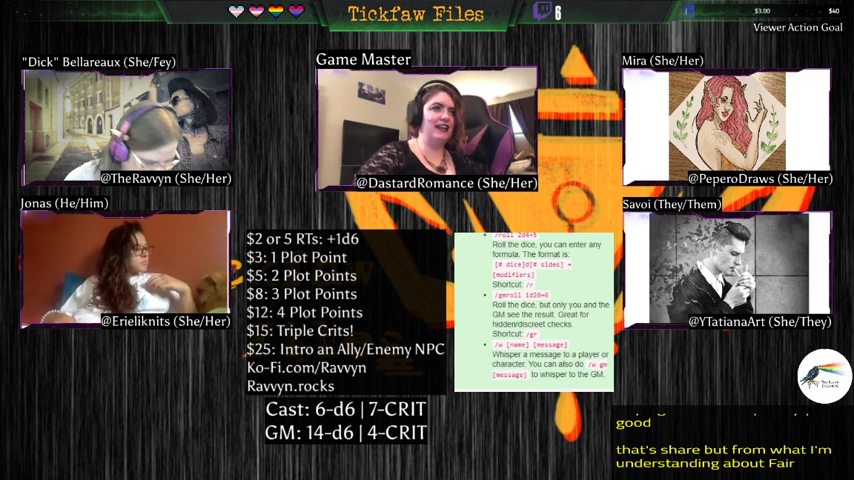 Tickfaw Files
6
$3.00
$40
Viewer Action Goal
"Dick" Bellareaux (She/Fey)
Game Master
Mira (She/Her)
@TheRavvyn (She/Her)
@DastardRomance (She/Her)
@PeperoDraws (She/Her)
Jonas (He/Him)
Savoi (They/Them)
@Erieliknits (She/Her)
@YTatianaArt (She/They)
$2 or 5 RTs: +1d6
$3: 1 Plot Point
$5: 2 Plot Points
$8: 3 Plot Points
$12: 4 Plot Points
$15: Triple Crits!
$25: Intro an Ally/Enemy NPC
Ko-Fi.com/Ravvyn
Ravvyn.rocks
Cast: 6-d6 | 7-CRIT
GM: 14-d6 | 4-CRIT
/roll 2d4+5
Roll the dice, you can enter any
formula. The format is:
[# dice]d[# sides] +
[modifiers]
Shortcut: /r
/gmroll 1d20+6
Roll the dice, but only you and the
GM see the result. Great for
hidden/discreet checks.
Shortcut: /gr
/w [name] [message]
Whisper a message to a player or
character. You can also do /w gm
[message] to whisper to the GM.
good
that's share but from what I'm
understanding about Fair